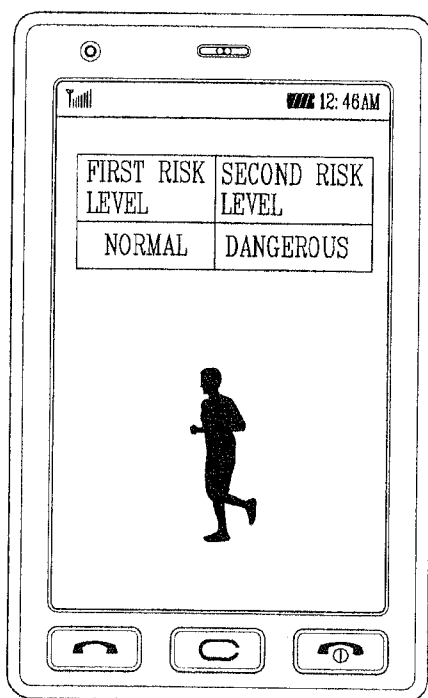 12:46AM
FIRST RISK LEVEL
SECOND RISK LEVEL
NORMAL
DANGEROUS